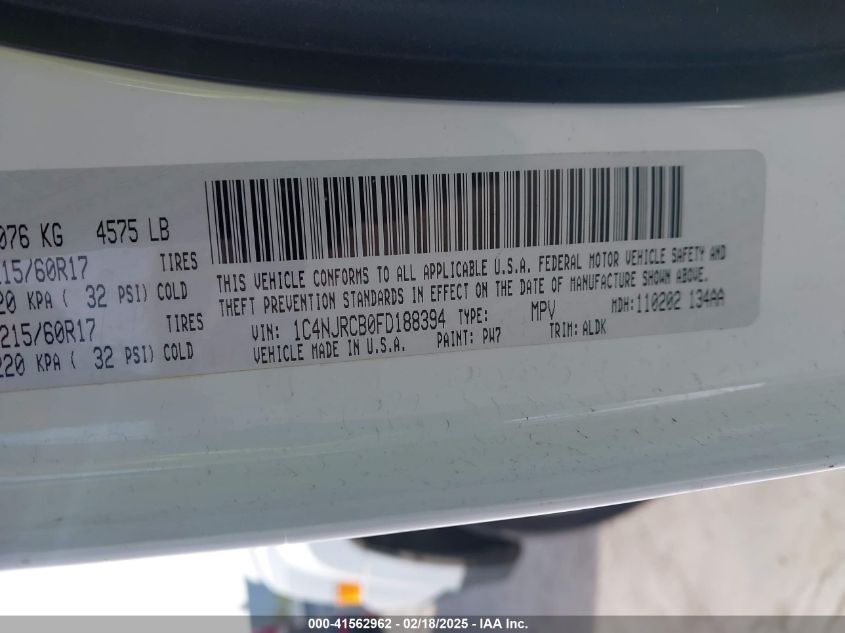 076 KG 4575 LB
215/60R17 TIRES
20 KPA ( 32 PSI) COLD
215/60R17 TIRES
220 KPA ( 32 PSI) COLD
THIS VEHICLE CONFORMS TO ALL APPLICABLE U.S.A. FEDERAL MOTOR VEHICLE SAFETY AND
THEFT PREVENTION STANDARDS IN EFFECT ON THE DATE OF MANUFACTURE SHOWN ABOVE.
VIN: 1C4NJRCB0FD188394 TYPE: MPV MDH:110202 134AA
VEHICLE MADE IN U.S.A. PAINT: PW7 TRIM: ALDK
000-41562962 - 02/18/2025 - IAA Inc.